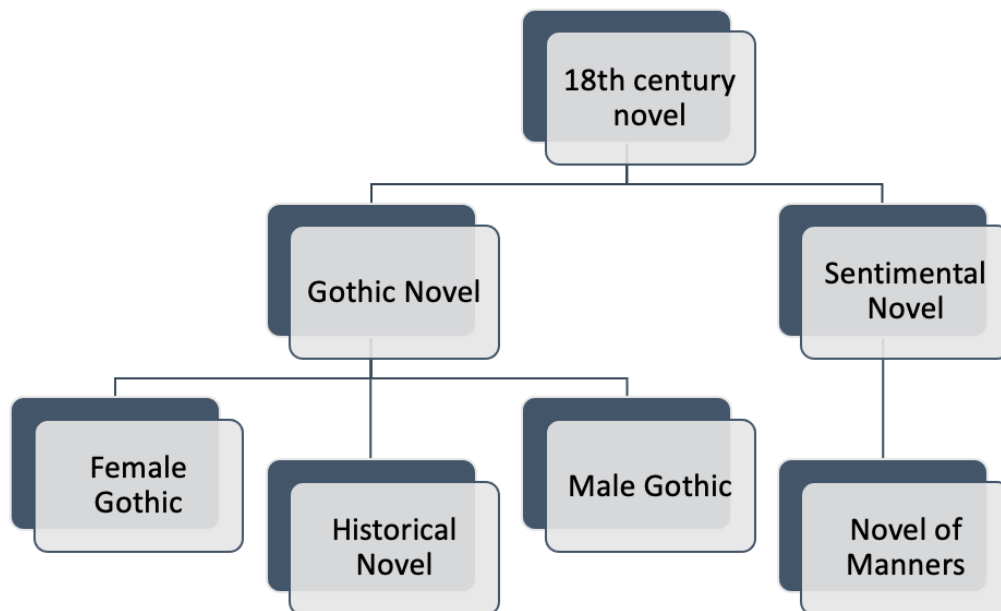 18th century
novel
Gothic Novel
Sentimental
Novel
Female
Gothic
Historical
Novel
Male Gothic
Novel of
Manners